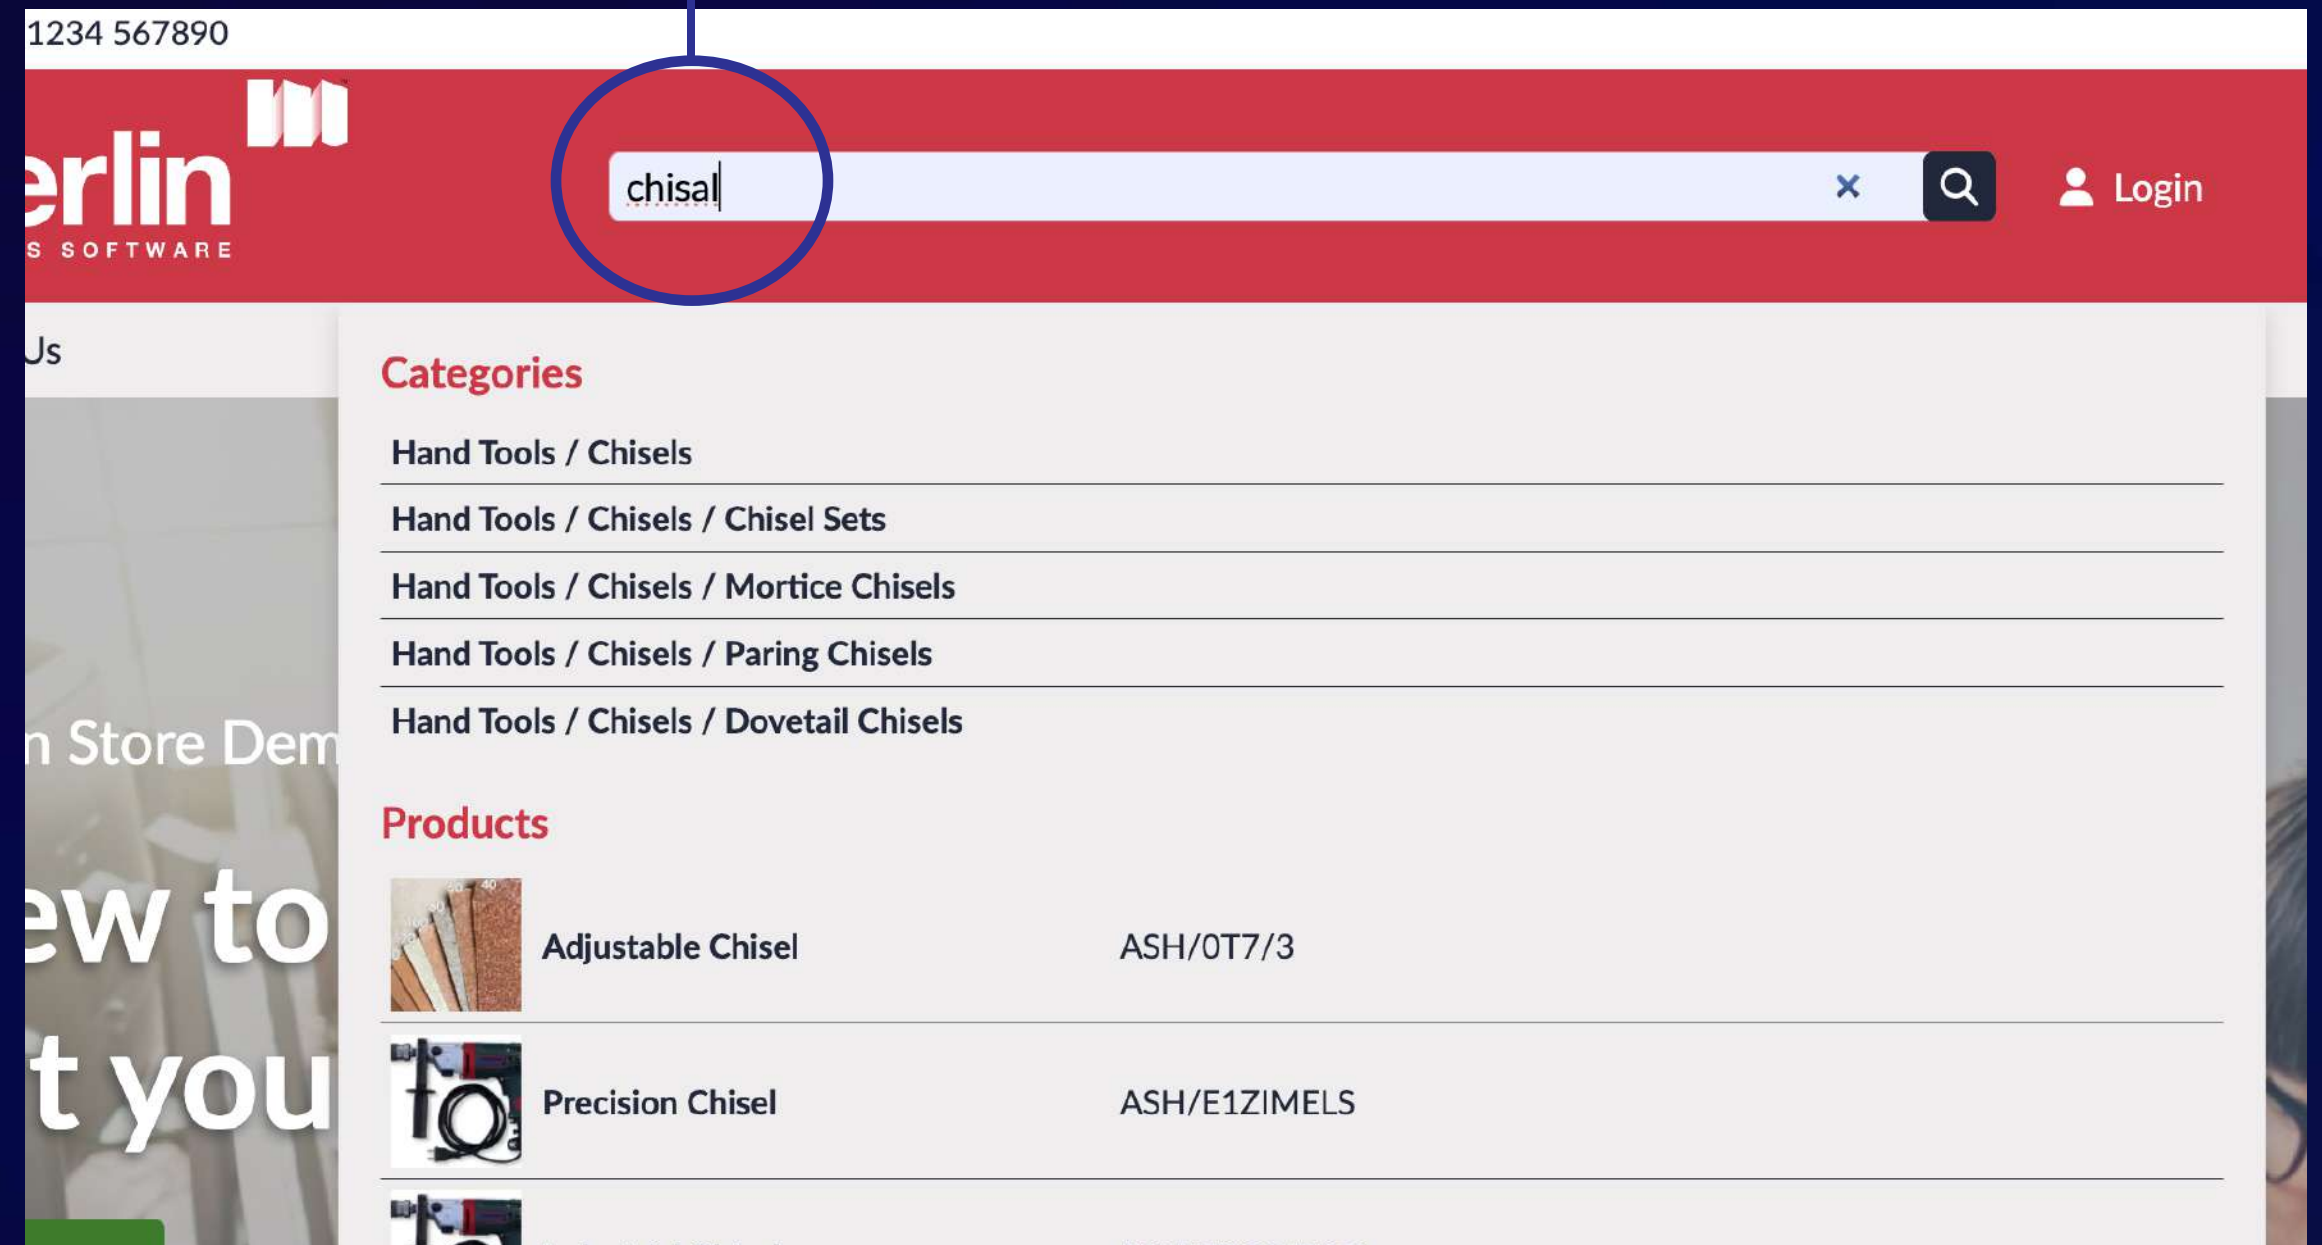 1234 567890
erlin
S SOFTWARE
chisal
Login
Us
Categories
Hand Tools / Chisels
Hand Tools / Chisels / Chisel Sets
Hand Tools / Chisels / Mortice Chisels
Hand Tools / Chisels / Paring Chisels
Hand Tools / Chisels / Dovetail Chisels
n Store Dem
Products
ew to
Adjustable Chisel ASH/0T7/3
t you
Precision Chisel ASH/E1ZIMELS